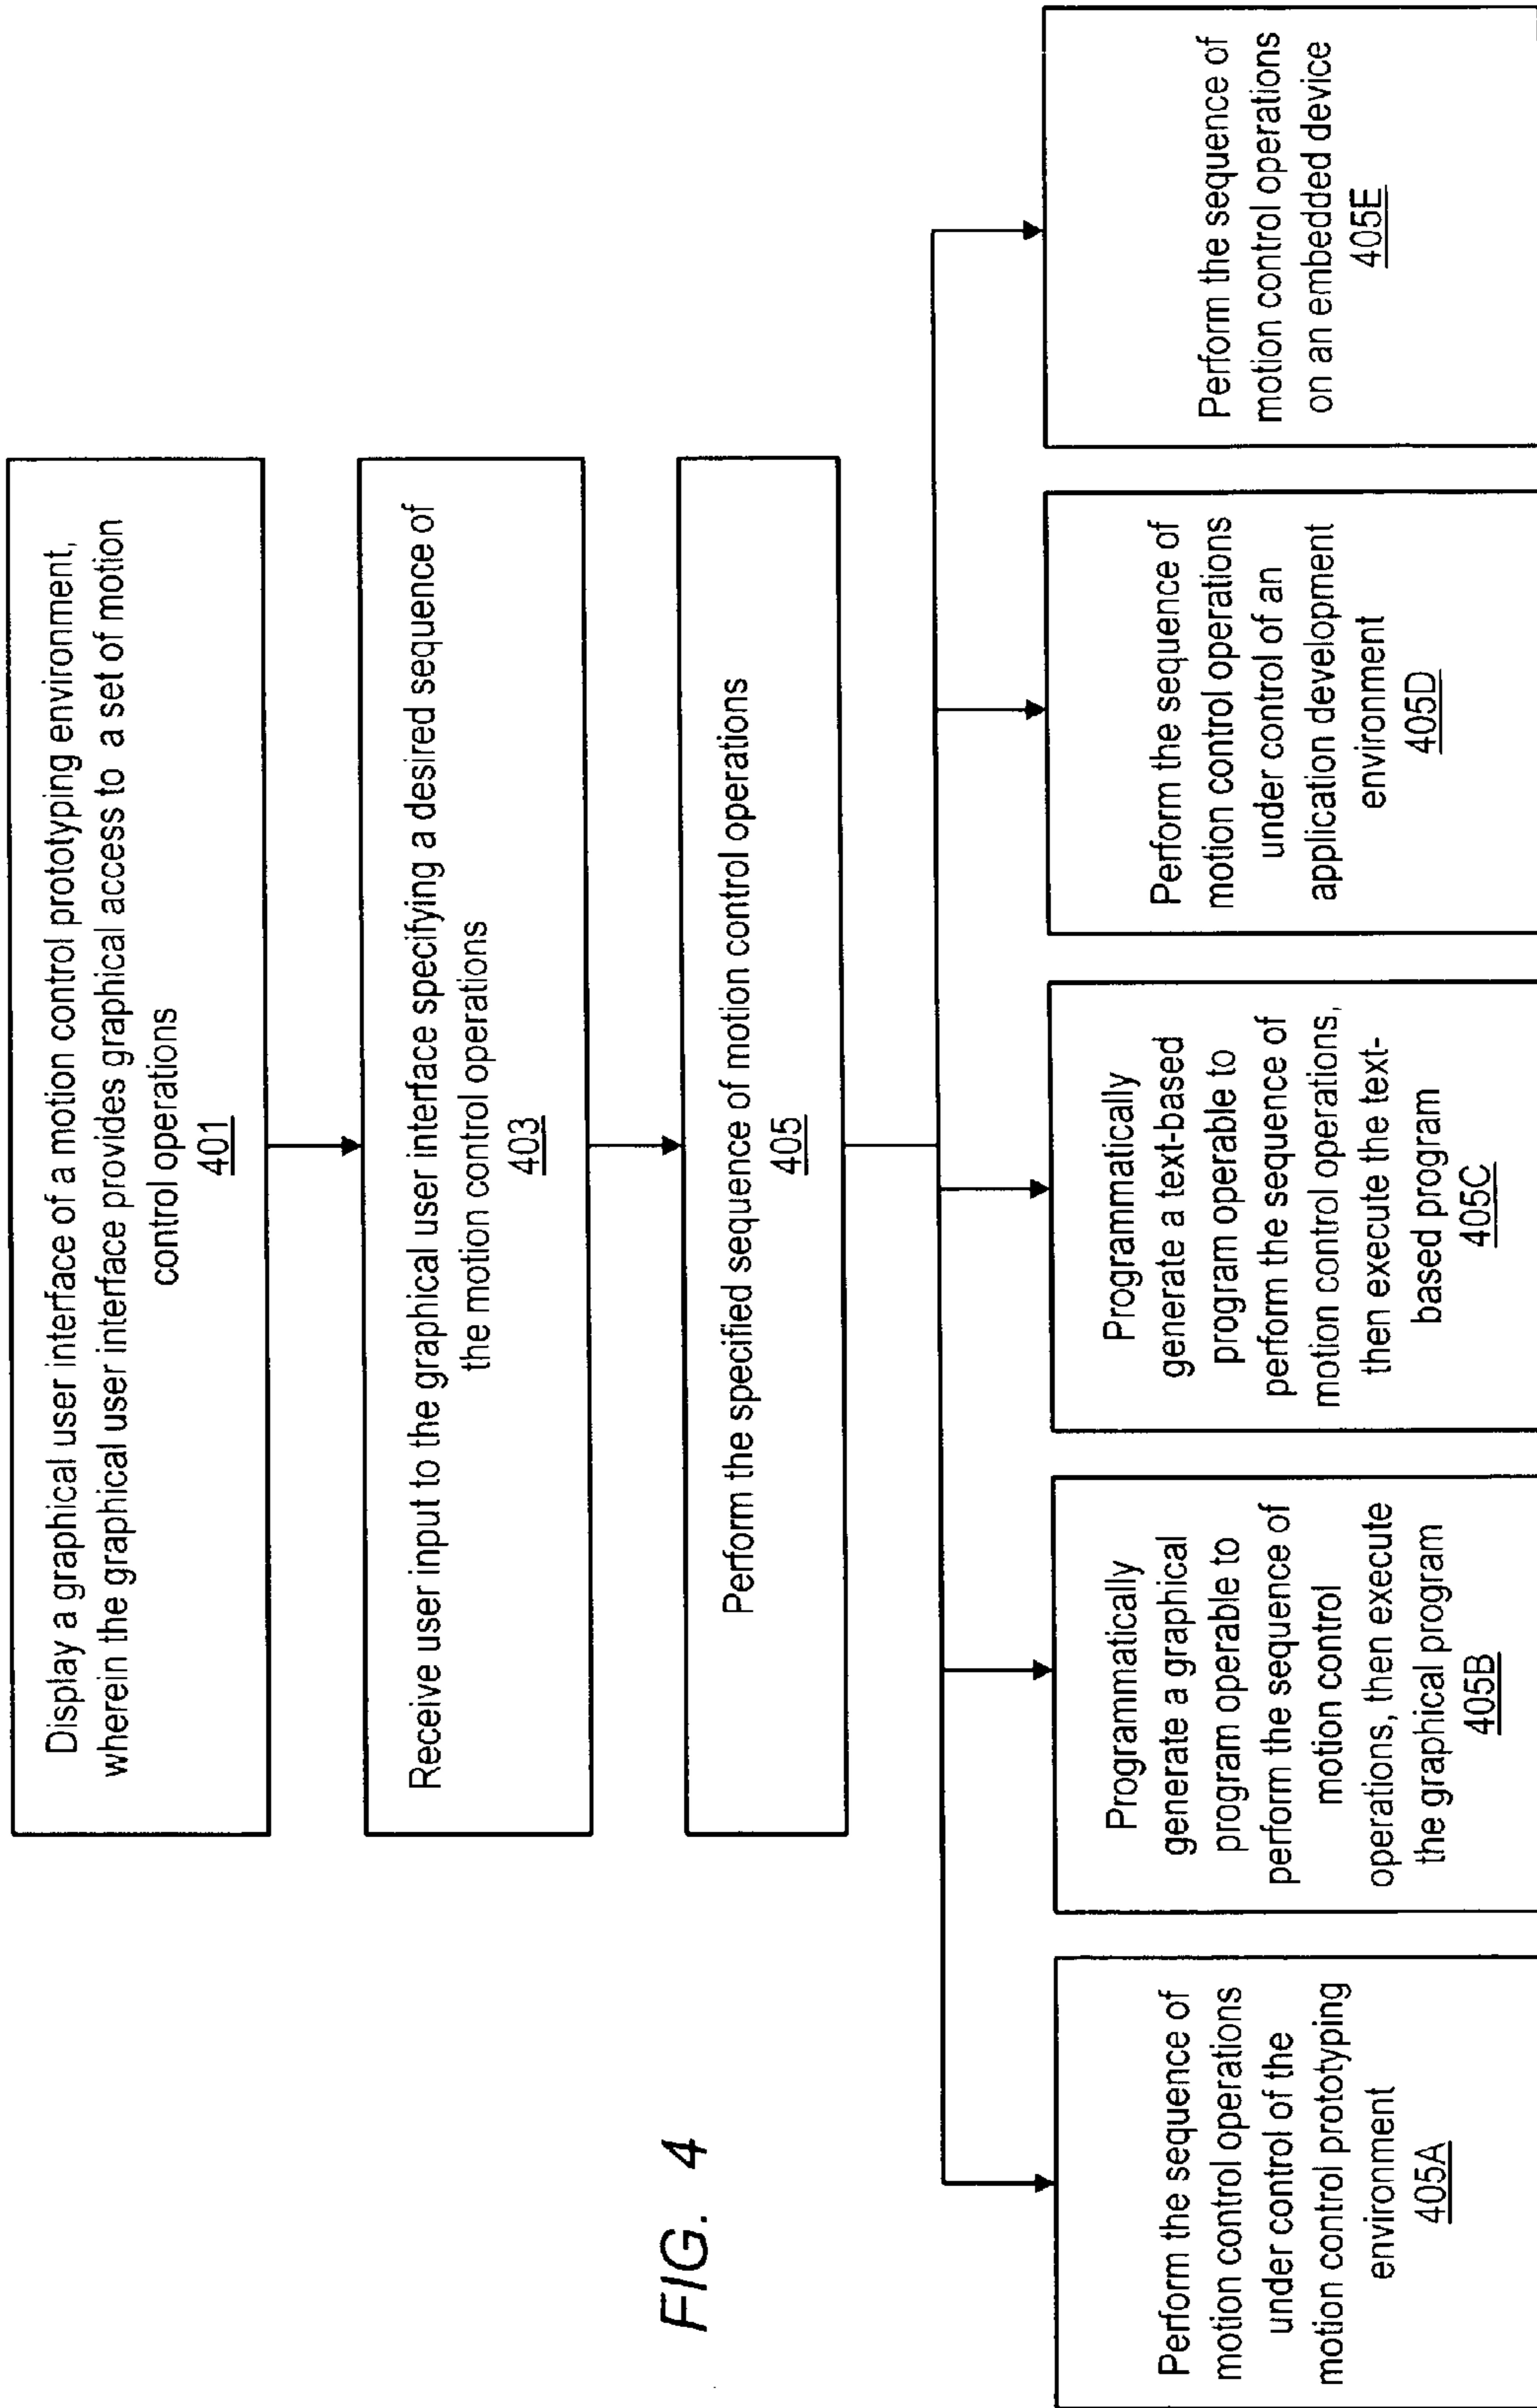 Display a graphical user interface of a motion control prototyping environment,
wherein the graphical user interface provides graphical access to a set of motion
control operations
401
Receive user input to the graphical user interface specifying a desired sequence of
the motion control operations
403
Perform the specified sequence of motion control operations
405
FIG. 4
Perform the sequence of
motion control operations
under control of the
motion control prototyping
environment
405A
Programmatically
generate a graphical
program operable to
perform the sequence of
motion control
operations, then execute
the graphical program
405B
Programmatically
generate a text-based
program operable to
perform the sequence of
motion control operations,
then execute the text-
based program
405C
Perform the sequence of
motion control operations
under control of an
application development
environment
405D
Perform the sequence of
motion control operations
on an embedded device
405E